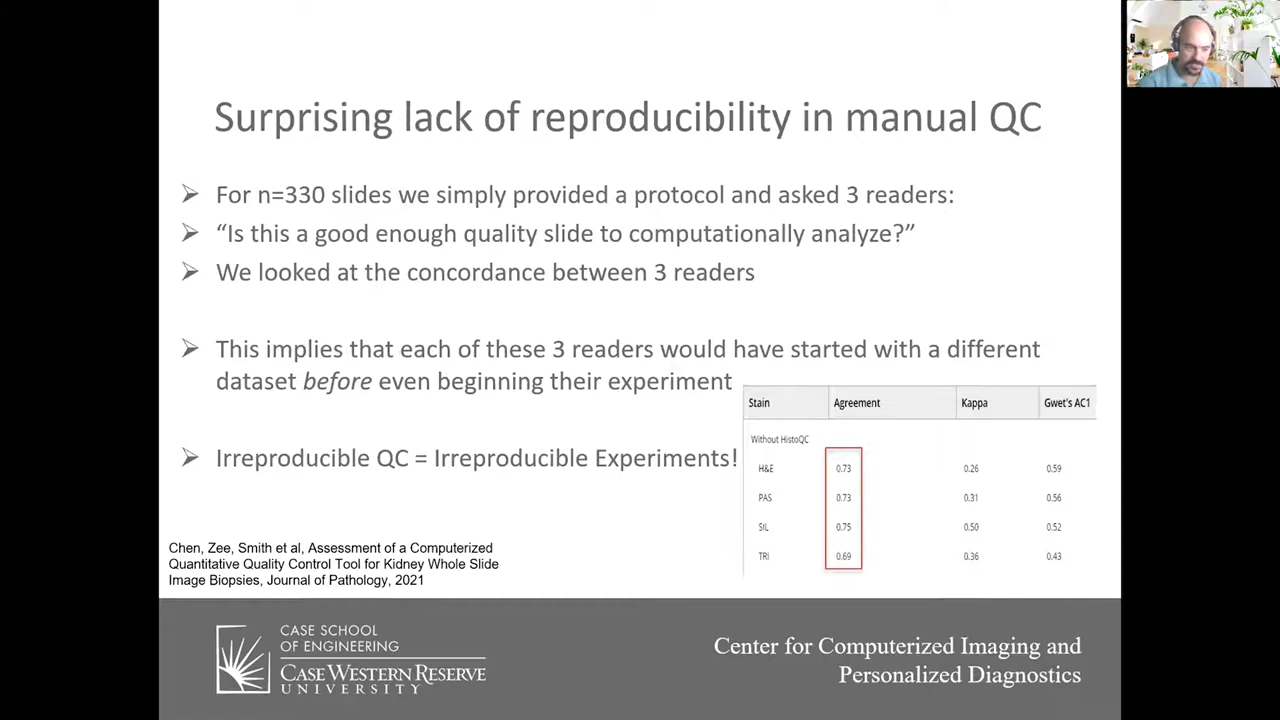 Surprising lack of reproducibility in manual QC
➢ For n=330 slides we simply provided a protocol and asked 3 readers:
➢ “Is this a good enough quality slide to computationally analyze?”
➢ We looked at the concordance between 3 readers
➢ This implies that each of these 3 readers would have started with a different
dataset before even beginning their experiment
➢ Irreproducible QC = Irreproducible Experiments!
Stain Agreement Kappa Gwet's AC1
Without HistoQC
H&E 0.73 0.26 0.59
PAS 0.73 0.31 0.56
SIL 0.75 0.50 0.52
TRI 0.69 0.36 0.43
Chen, Zee, Smith et al, Assessment of a Computerized
Quantitative Quality Control Tool for Kidney Whole Slide
Image Biopsies, Journal of Pathology, 2021
CASE SCHOOL
OF ENGINEERING
CASE WESTERN RESERVE
UNIVERSITY
Center for Computerized Imaging and
Personalized Diagnostics